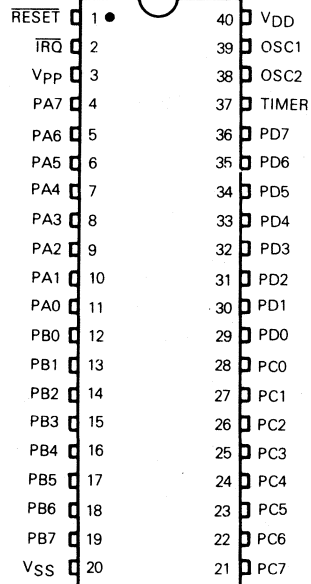 RESET 1 40 VDD
IRQ 2 39 OSC1
VPP 3 38 OSC2
PA7 4 37 TIMER
PA6 5 36 PD7
PA5 6 35 PD6
PA4 7 34 PD5
PA3 8 33 PD4
PA2 9 32 PD3
PA1 10 31 PD2
PA0 11 30 PD1
PB0 12 29 PD0
PB1 13 28 PC0
PB2 14 27 PC1
PB3 15 26 PC2
PB4 16 25 PC3
PB5 17 24 PC4
PB6 18 23 PC5
PB7 19 22 PC6
VSS 20 21 PC7